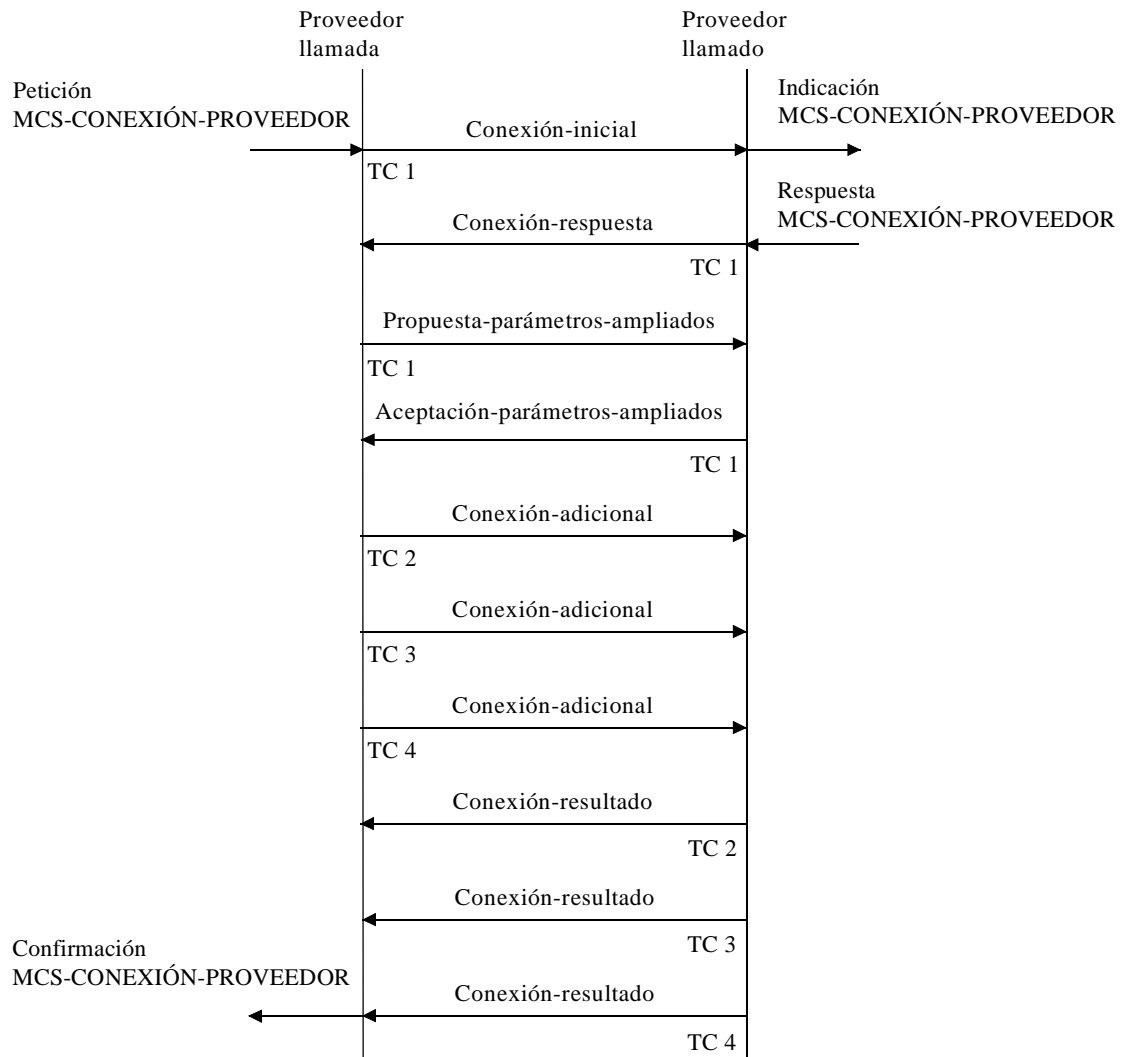 Proveedor
llamada
Proveedor
llamado
Petición
MCS-CONEXIÓN-PROVEEDOR
Indicación
MCS-CONEXIÓN-PROVEEDOR
Conexión-inicial
TC 1
Respuesta
MCS-CONEXIÓN-PROVEEDOR
Conexión-respuesta
TC 1
Propuesta-parámetros-ampliados
TC 1
Aceptación-parámetros-ampliados
TC 1
Conexión-adicional
TC 2
Conexión-adicional
TC 3
Conexión-adicional
TC 4
Conexión-resultado
TC 2
Conexión-resultado
TC 3
Confirmación
MCS-CONEXIÓN-PROVEEDOR
Conexión-resultado
TC 4